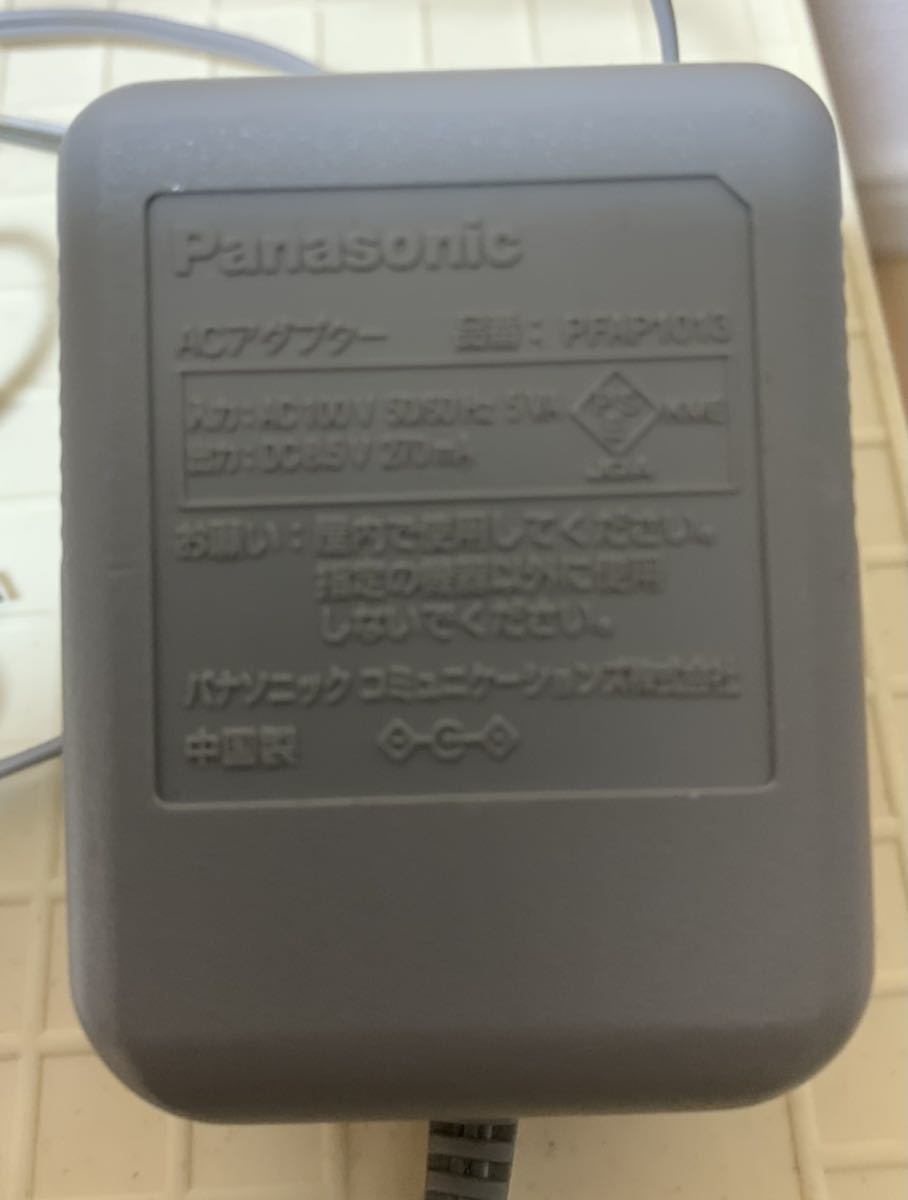 Panasonic
ACアダプター 品番：PFAP1013
入力：AC100V 50/60Hz 5VA
出力：DC8.5V 270mA
PSE
JQA
お願い：屋内で使用してください。
指定の機器以外に使用
しないでください。
パナソニック コミュニケーションズ株式会社
中国製